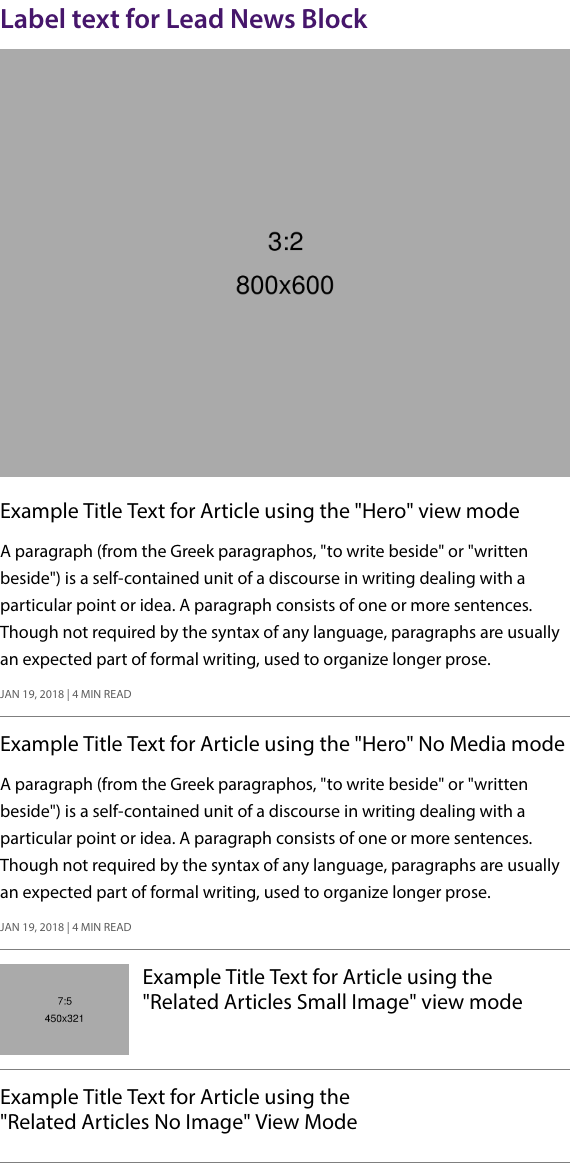 Label text for Lead News Block
3:2
800x600
Example Title Text for Article using the "Hero" view mode
A paragraph (from the Greek paragraphos, "to write beside" or "written
beside") is a self-contained unit of a discourse in writing dealing with a
particular point or idea. A paragraph consists of one or more sentences.
Though not required by the syntax of any language, paragraphs are usually
an expected part of formal writing, used to organize longer prose.
JAN 19, 2018 | 4 MIN READ
Example Title Text for Article using the "Hero" No Media mode
A paragraph (from the Greek paragraphos, "to write beside" or "written
beside") is a self-contained unit of a discourse in writing dealing with a
particular point or idea. A paragraph consists of one or more sentences.
Though not required by the syntax of any language, paragraphs are usually
an expected part of formal writing, used to organize longer prose.
JAN 19, 2018 | 4 MIN READ
7:5
450x321
Example Title Text for Article using the
"Related Articles Small Image" view mode
Example Title Text for Article using the
"Related Articles No Image" View Mode